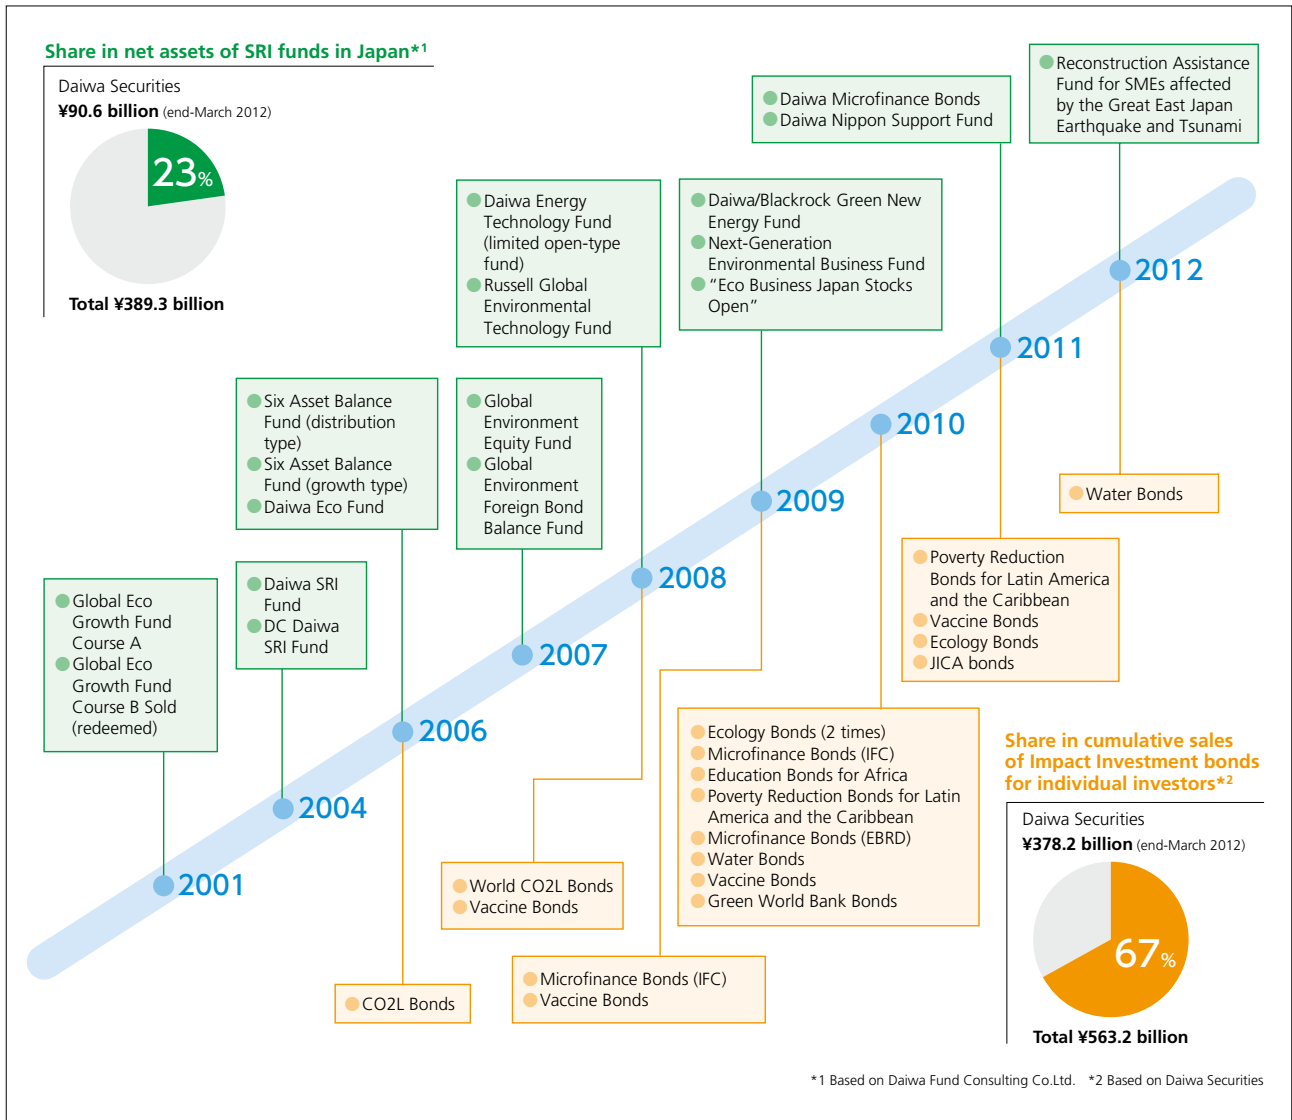 Share in net assets of SRI funds in Japan*1
Daiwa Securities
¥90.6 billion (end-March 2012)
23%
Total ¥389.3 billion
Reconstruction Assistance
Fund for SMEs affected
by the Great East Japan
Earthquake and Tsunami
Daiwa Microfinance Bonds
Daiwa Nippon Support Fund
Daiwa Energy
Technology Fund
(limited open-type
fund)
Russell Global
Environmental
Technology Fund
Daiwa/Blackrock Green New
Energy Fund
Next-Generation
Environmental Business Fund
“Eco Business Japan Stocks
Open”
2012
2011
Six Asset Balance
Fund (distribution
type)
Six Asset Balance
Fund (growth type)
Daiwa Eco Fund
Global
Environment
Equity Fund
Global
Environment
Foreign Bond
Balance Fund
2010
2009
Water Bonds
Global Eco
Growth Fund
Course A
Global Eco
Growth Fund
Course B Sold
(redeemed)
Daiwa SRI
Fund
DC Daiwa
SRI Fund
2008
2007
Poverty Reduction
Bonds for Latin America
and the Caribbean
Vaccine Bonds
Ecology Bonds
JICA bonds
2006
2004
2001
Ecology Bonds (2 times)
Microfinance Bonds (IFC)
Education Bonds for Africa
Poverty Reduction Bonds for Latin
America and the Caribbean
Microfinance Bonds (EBRD)
Water Bonds
Vaccine Bonds
Green World Bank Bonds
World CO2L Bonds
Vaccine Bonds
Microfinance Bonds (IFC)
Vaccine Bonds
CO2L Bonds
Share in cumulative sales
of Impact Investment bonds
for individual investors*2
Daiwa Securities
¥378.2 billion (end-March 2012)
67%
Total ¥563.2 billion
*1 Based on Daiwa Fund Consulting Co.Ltd. *2 Based on Daiwa Securities